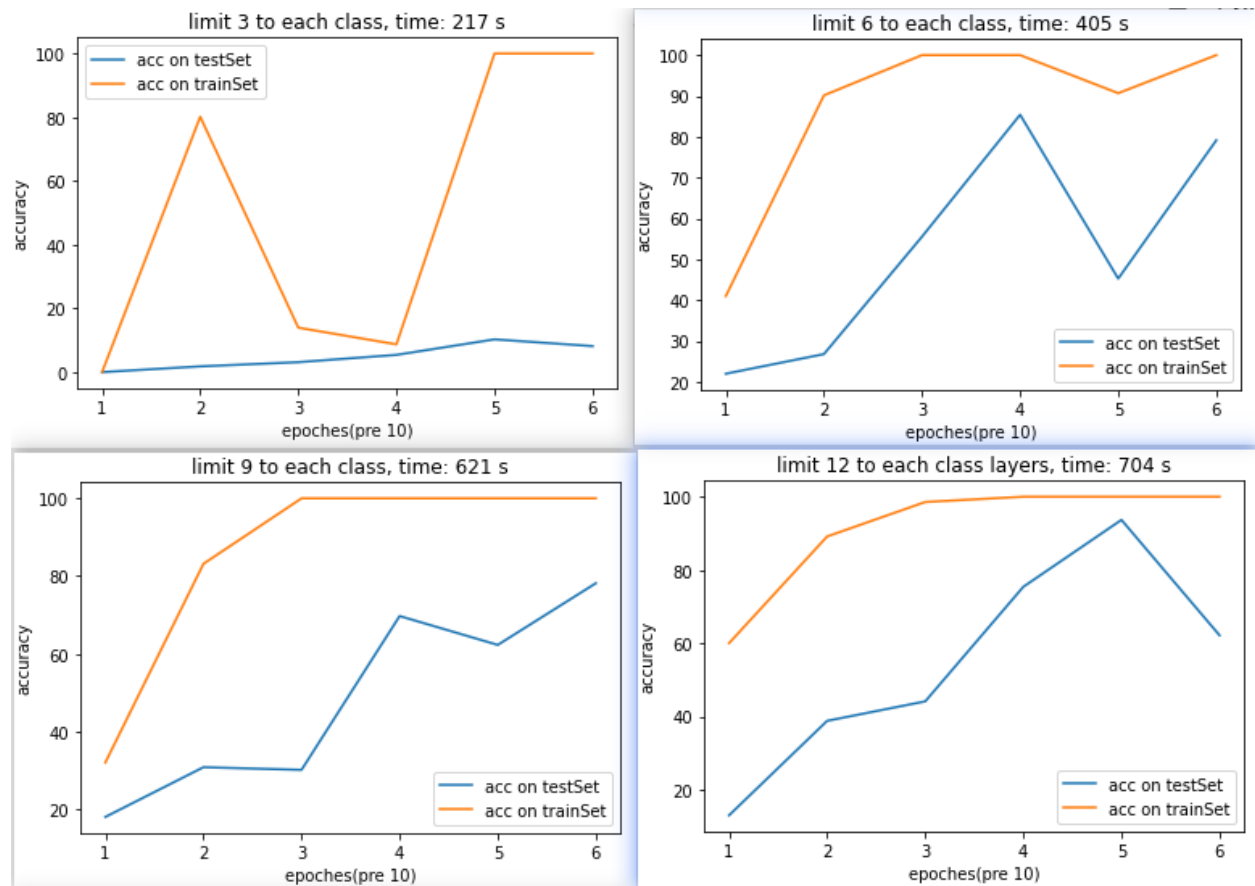 limit 3 to each class, time: 217 s
acc on testSet
acc on trainSet
100
80
60
40
20
0
accuracy
1 2 3 4 5 6
epoches(pre 10)
limit 6 to each class, time: 405 s
100
90
80
70
60
50
40
30
20
accuracy
acc on testSet
acc on trainSet
1 2 3 4 5 6
epoches(pre 10)
limit 9 to each class, time: 621 s
100
80
60
40
20
accuracy
acc on testSet
acc on trainSet
1 2 3 4 5 6
epoches(pre 10)
limit 12 to each class layers, time: 704 s
100
80
60
40
20
accuracy
acc on testSet
acc on trainSet
1 2 3 4 5 6
epoches(pre 10)